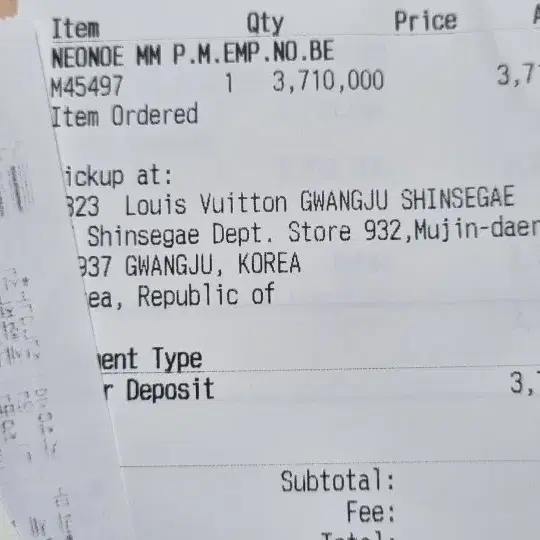 Item Qty Price A
NEONOE MM P.M.EMP.NO.BE
M45497 1 3,710,000 3,7
Item Ordered
ickup at:
323 Louis Vuitton GWANGJU SHINSEGAE
Shinsegae Dept. Store 932,Mujin-daer
937 GWANGJU, KOREA
ea, Republic of
ent Type
r Deposit 3,7
Subtotal:
Fee:
Total: